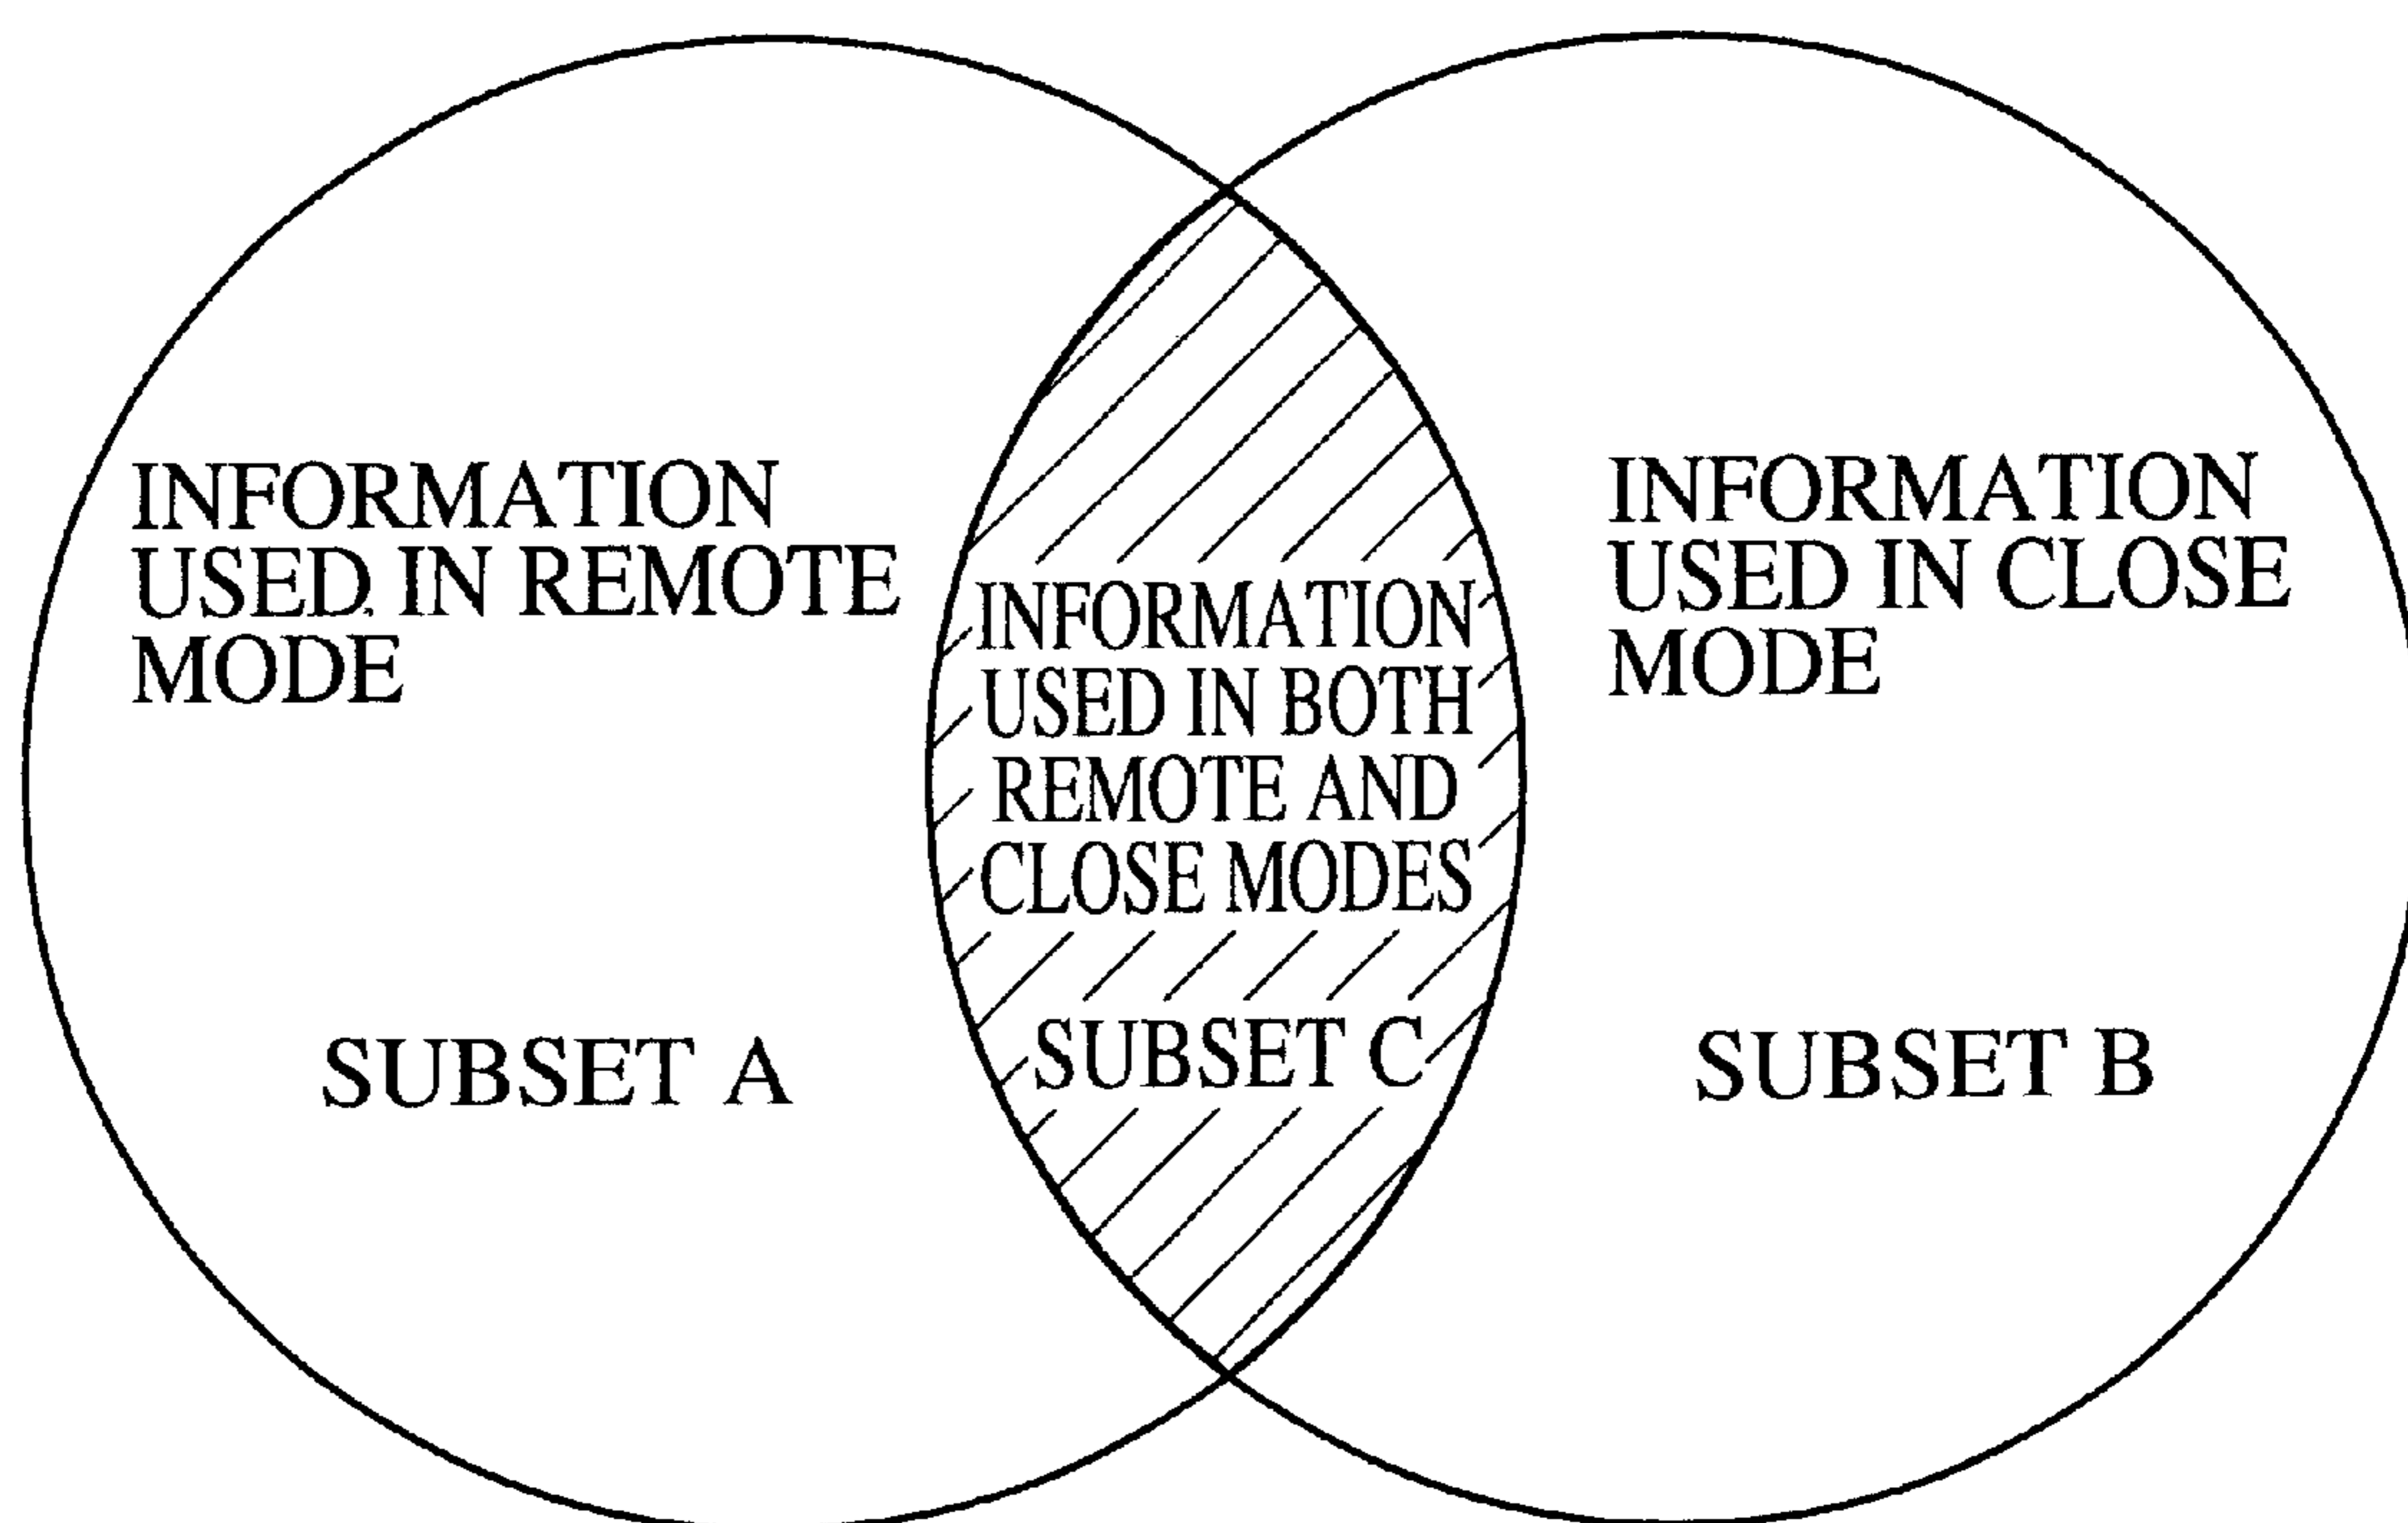 INFORMATION
USED, IN REMOTE
MODE
SUBSET A
INFORMATION
USED IN BOTH
REMOTE AND
CLOSE MODES
SUBSET C
INFORMATION
USED IN CLOSE
MODE
SUBSET B